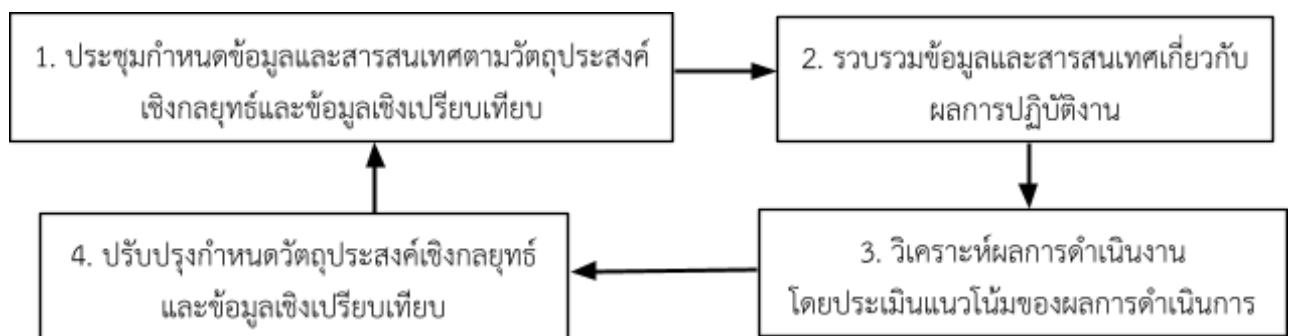 1. ประชุมกำหนดข้อมูลและสารสนเทศตามวัตถุประสงค์
เชิงกลยุทธ์และข้อมูลเชิงเปรียบเทียบ
2. รวบรวมข้อมูลและสารสนเทศเกี่ยวกับ
ผลการปฏิบัติงาน
3. วิเคราะห์ผลการดำเนินงาน
โดยประเมินแนวโน้มของผลการดำเนินการ
4. ปรับปรุงกำหนดวัตถุประสงค์เชิงกลยุทธ์
และข้อมูลเชิงเปรียบเทียบ